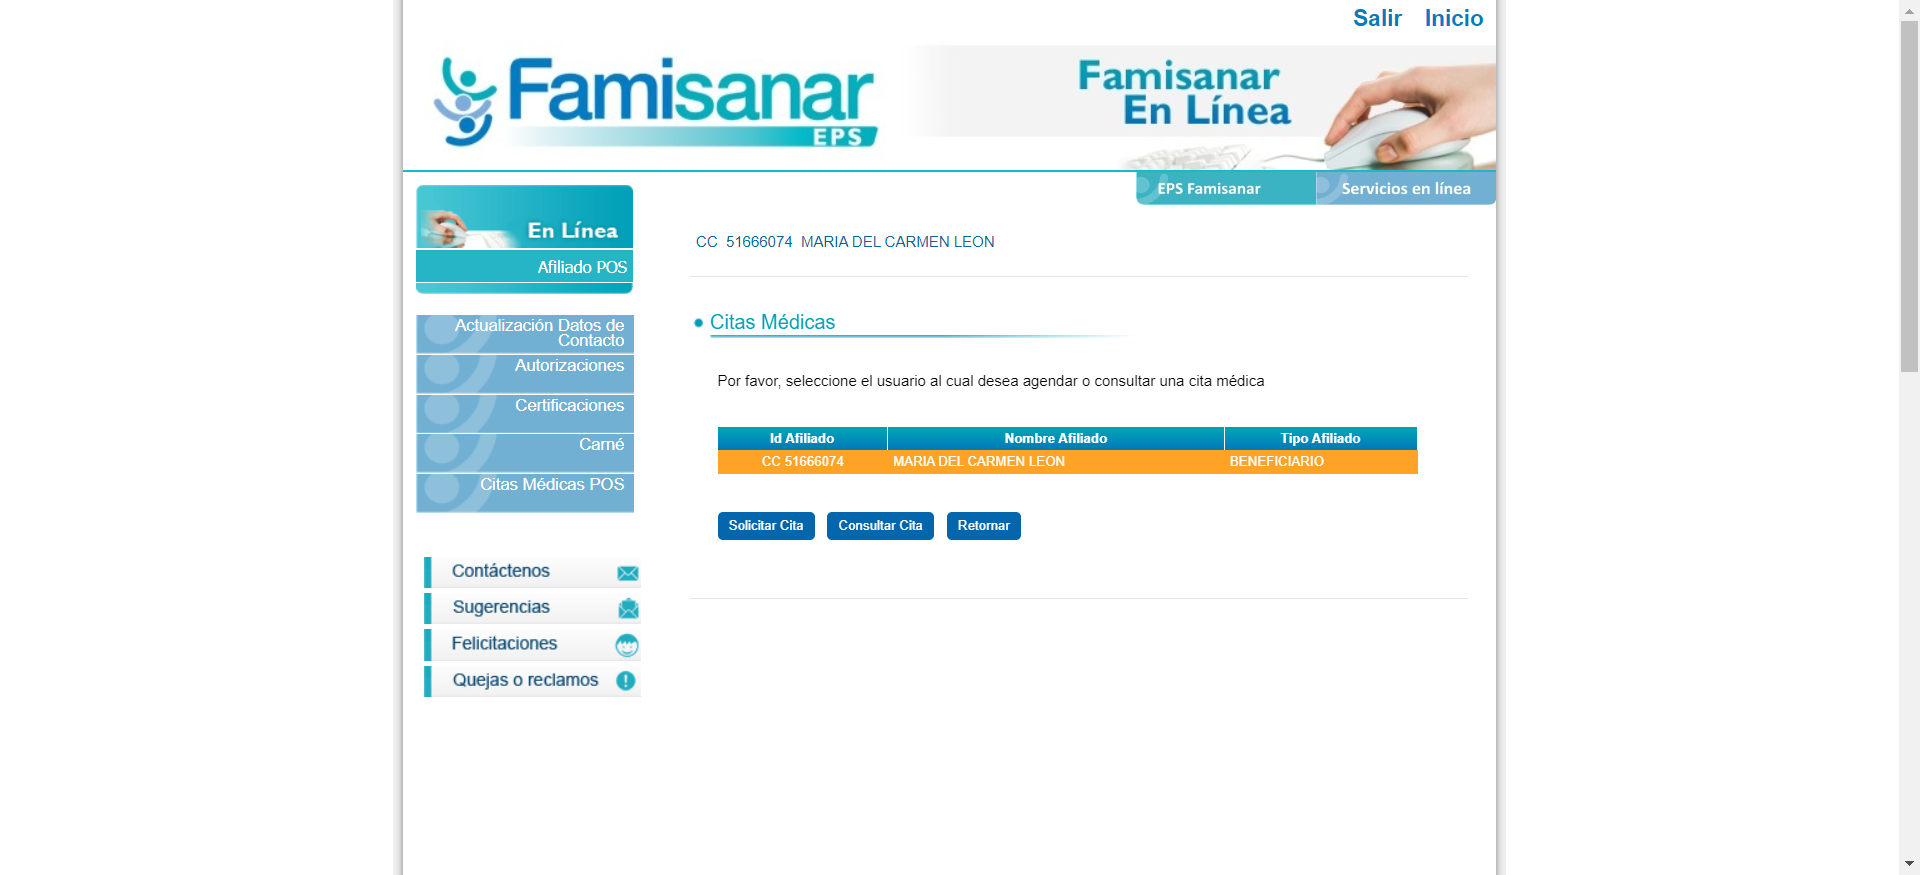 Salir Inicio
Famisanar
EPS
Famisanar
En Línea
EPS Famisanar Servicios en línea
En Línea
Afiliado POS
Actualización Datos de
Contacto
Autorizaciones
Certificaciones
Carné
Citas Médicas POS
Contáctenos
Sugerencias
Felicitaciones
Quejas o reclamos
CC 51666074 MARIA DEL CARMEN LEON
Citas Médicas
Por favor, seleccione el usuario al cual desea agendar o consultar una cita médica
Id Afiliado Nombre Afiliado Tipo Afiliado
CC 51666074 MARIA DEL CARMEN LEON BENEFICIARIO
Solicitar Cita Consultar Cita Retornar